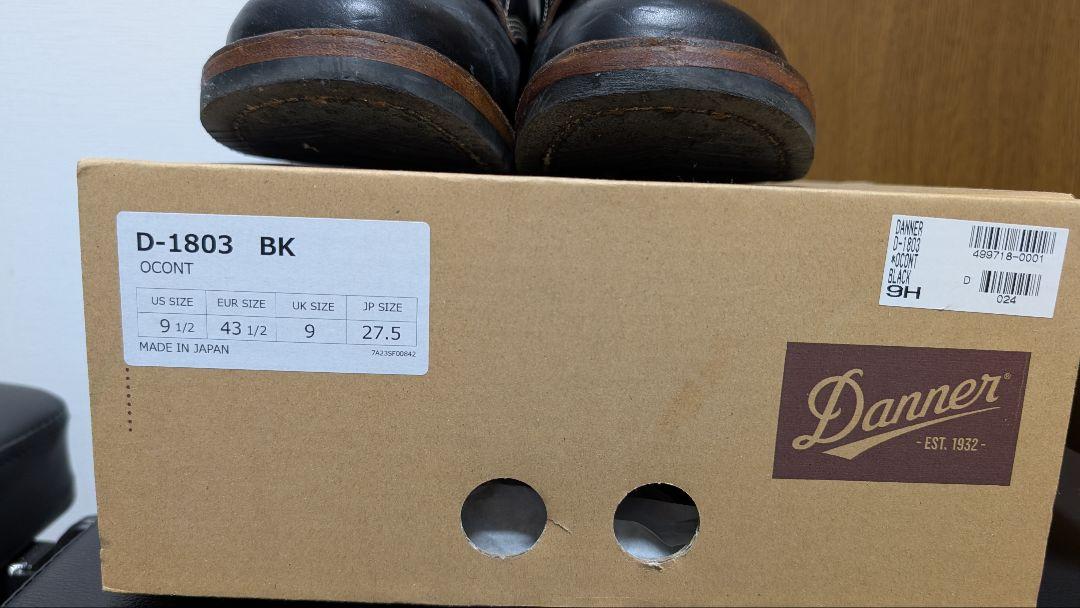 D-1803 BK
OCONT
US SIZE EUR SIZE UK SIZE JP SIZE
9 1/2 43 1/2 9 27.5
MADE IN JAPAN
7A23SF00842
DANNER
D-1803
*OCONT
BLACK
9H
499718-0001
D
024
Danner®
- EST. 1932 -